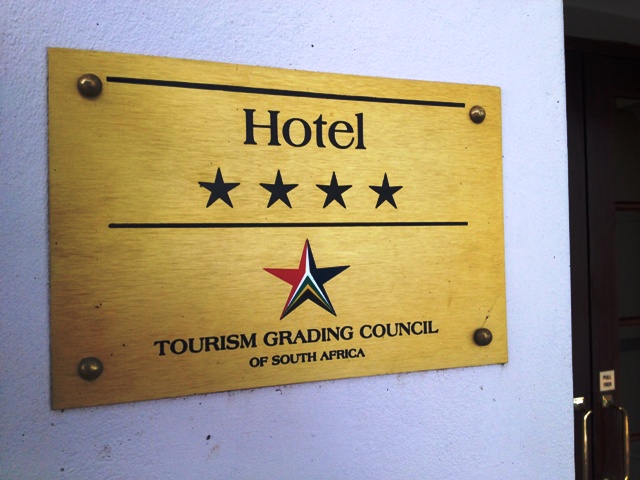 Hotel
TOURISM GRADING COUNCIL
OF SOUTH AFRICA